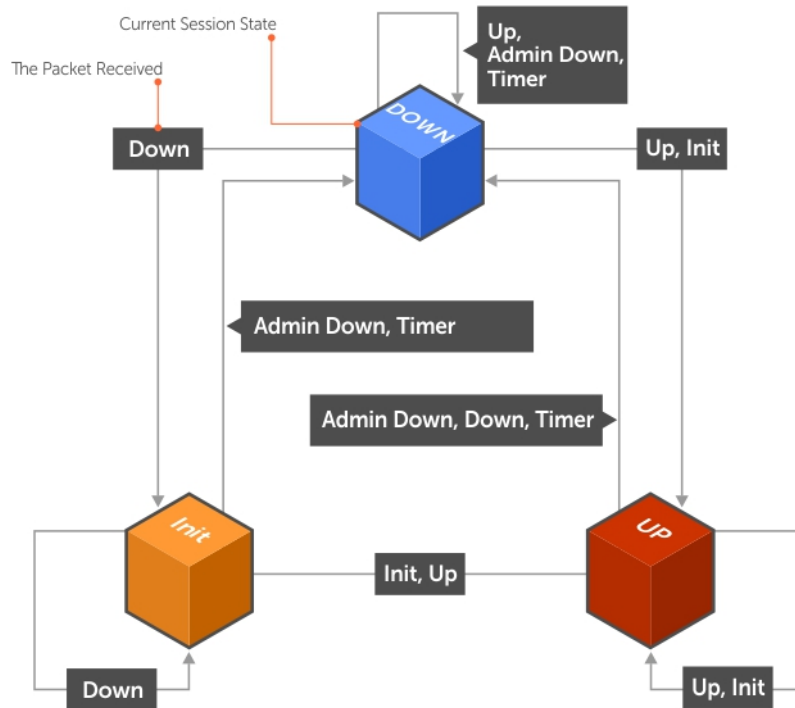 Current Session State
The Packet Received
Up,
Admin Down,
Timer
DOWN
Down
Up, Init
Admin Down, Timer
Admin Down, Down, Timer
Init
UP
Init, Up
Down
Up, Init